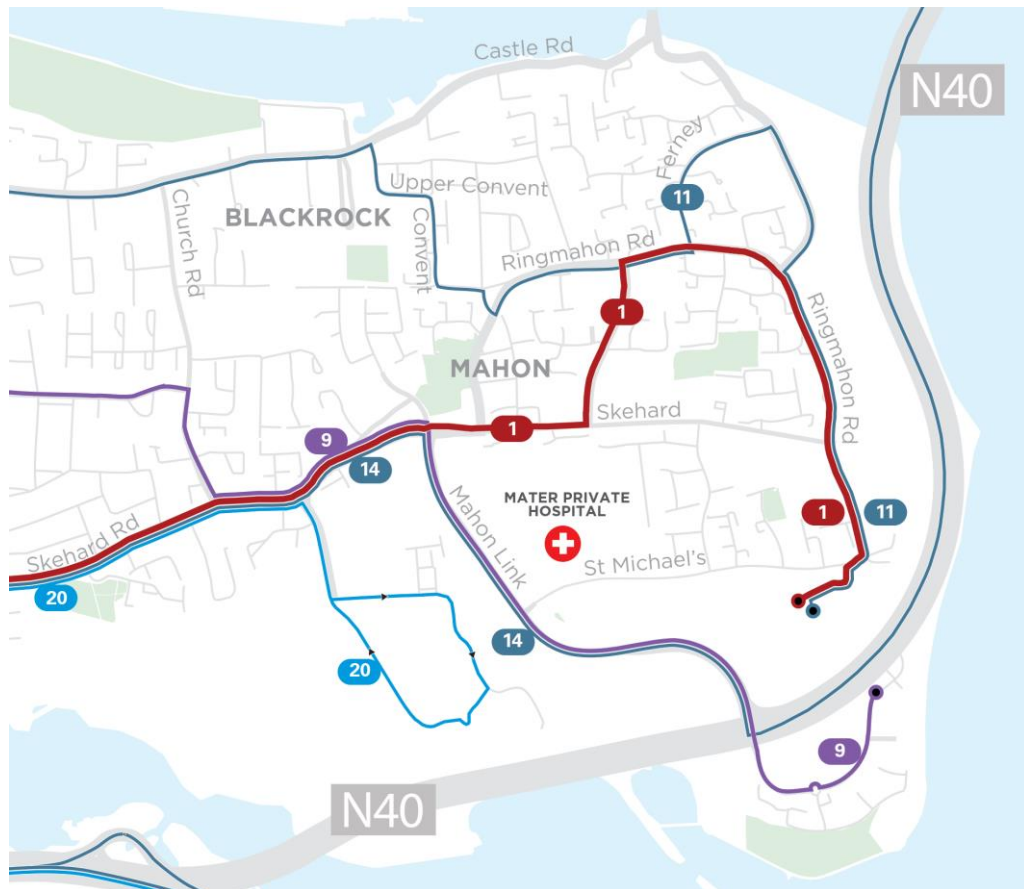 Castle Rd
N40
Ferney
Upper Convent
11
Church Rd
BLACKROCK
Convent
Ringmahon Rd
1
Ringmahon Rd
MAHON
Skehard
1
9
14
MATER PRIVATE
HOSPITAL
1
11
Mahon Link
Skehard Rd
St Michael's
20
14
20
9
N40